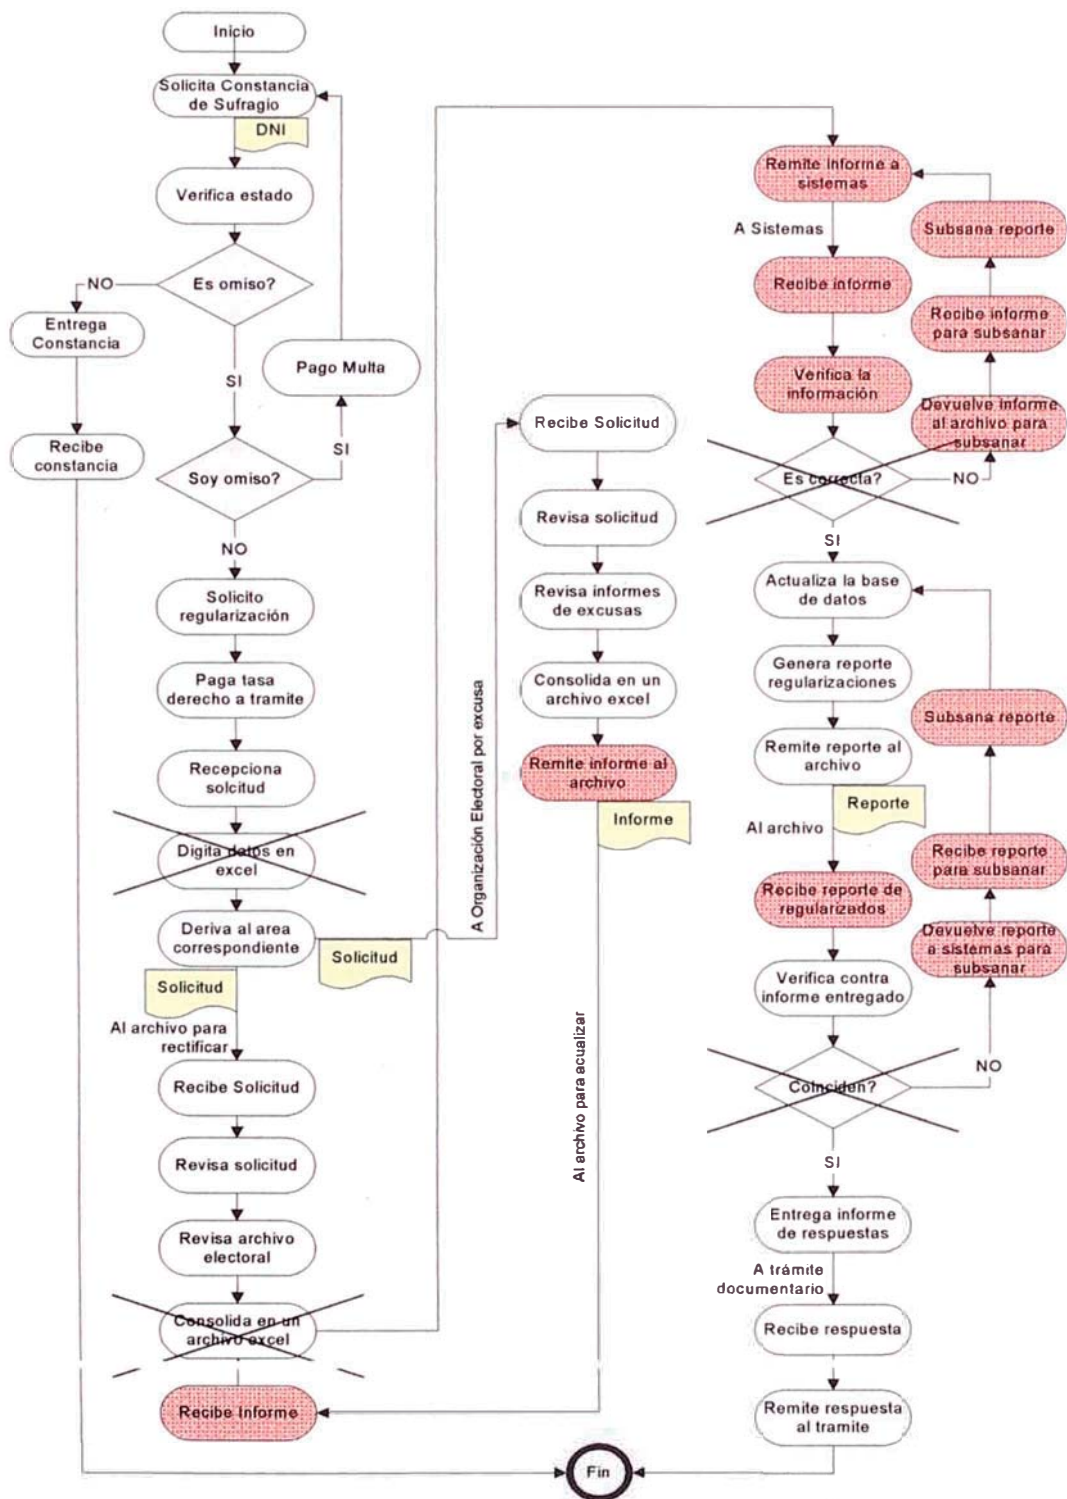 Inicio
Solicita Constancia
de Sufragio
DNI
Verifica estado
Es omiso?
NO
Entrega
Constancia
SI
Pago Multa
Recibe
constancia
Soy omiso?
SI
NO
Solicito
regularización
Paga tasa
derecho a tramite
Recepciona
solcitud
Digita datos en
excel
Deriva al area
correspondiente
Solicitud
Solicitud
Al archivo para
rectificar
Recibe Solicitud
Revisa solicitud
Revisa archivo
electoral
Consolida en un
archivo excel
Recibe Informe
A Organización Electoral por excusa
Recibe Solicitud
Revisa solicitud
Revisa informes
de excusas
Consolida en un
archivo excel
Remite informe al
archivo
Informe
Al archivo para acualizar
Remite informe a
sistemas
A Sistemas
Recibe informe
Verifica la
información
Es correcta?
NO
Devuelve informe
al archivo para
subsanar
Recibe informe
para subsanar
Subsana reporte
SI
Actualiza la base
de datos
Genera reporte
regularizaciones
Remite reporte al
archivo
Reporte
Al archivo
Recibe reporte de
regularizados
Verifica contra
informe entregado
Coinciden?
NO
Devuelve reporte
a sistemas para
subsanar
Recibe reporte
para subsanar
Subsana reporte
SI
Entrega informe
de respuestas
A trámite
documentario
Recibe respuesta
Remite respuesta
al tramite
Fin